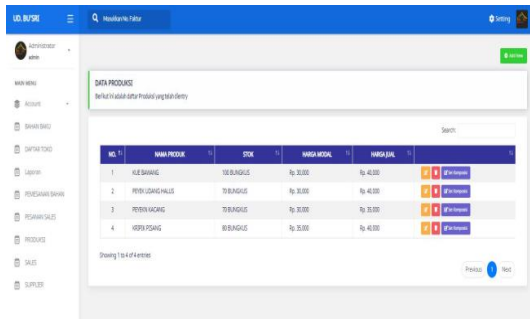 UD. BU'SRI
Masukkan No. Faktur
Setting
Administrator
admin
Add New
MAIN MENU
DATA PRODUKSI
Berikut ini adalah daftar Produksi yang telah dientry
Account
BAHAN BAKU
Search:
DAFTAR TOKO
NO. NAMA PRODUK STOK HARGA MODAL HARGA JUAL
Laporan
1 KUE BAWANG 100 BUNGKUS Rp. 30,000 Rp. 40,000
PEMESANAN BAHAN
2 PEYEK UDANG HALUS 70 BUNGKUS Rp. 30,000 Rp. 40,000
PESANAN SALES
3 PEYEKN KACANG 70 BUNGKUS Rp. 30,000 Rp. 35,000
4 KRIPIK PISANG 80 BUNGKUS Rp. 35,000 Rp. 40,000
PRODUKSI
Showing 1 to 4 of 4 entries
SALES
Previous 1 Next
SUPPLIER